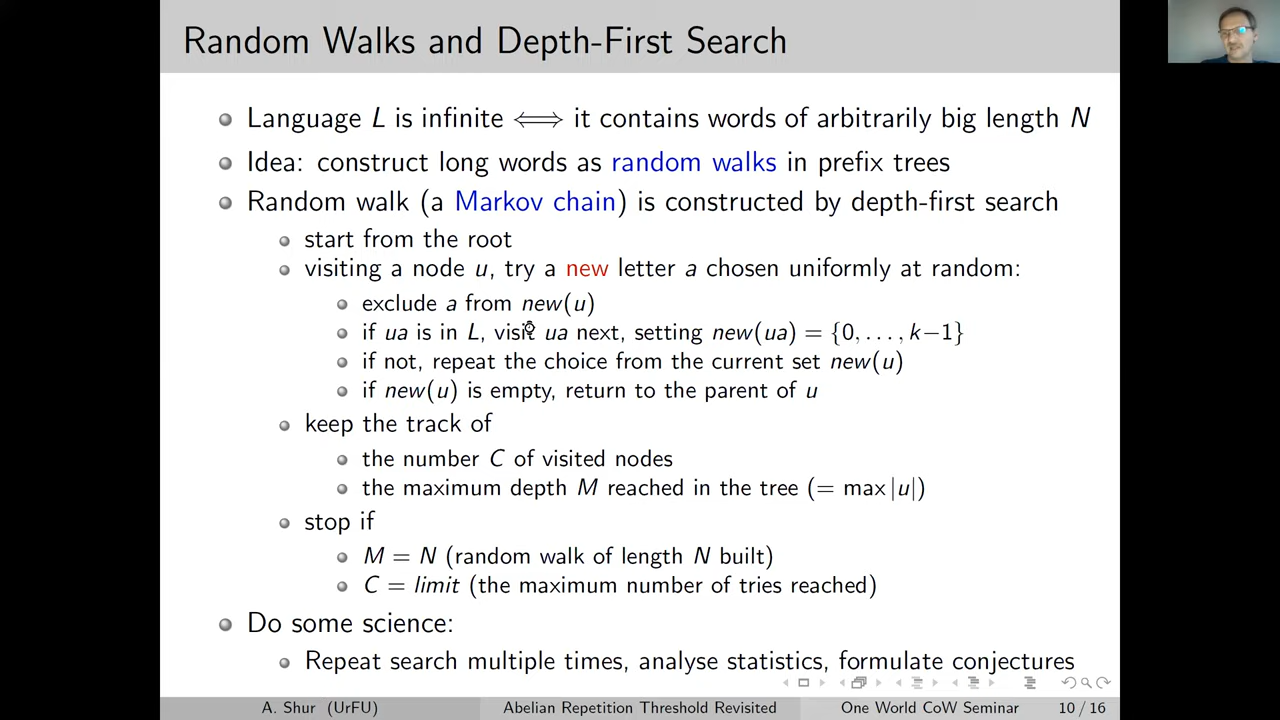 Random Walks and Depth-First Search
Language L is infinite ⟺ it contains words of arbitrarily big length N
Idea: construct long words as random walks in prefix trees
Random walk (a Markov chain) is constructed by depth-first search
start from the root
visiting a node u, try a new letter a chosen uniformly at random:
exclude a from new(u)
if ua is in L, visit ua next, setting new(ua) = {0, . . . , k−1}
if not, repeat the choice from the current set new(u)
if new(u) is empty, return to the parent of u
keep the track of
the number C of visited nodes
the maximum depth M reached in the tree (= max |u|)
stop if
M = N (random walk of length N built)
C = limit (the maximum number of tries reached)
Do some science:
Repeat search multiple times, analyse statistics, formulate conjectures
A. Shur (UrFU) Abelian Repetition Threshold Revisited One World CoW Seminar 10 / 16